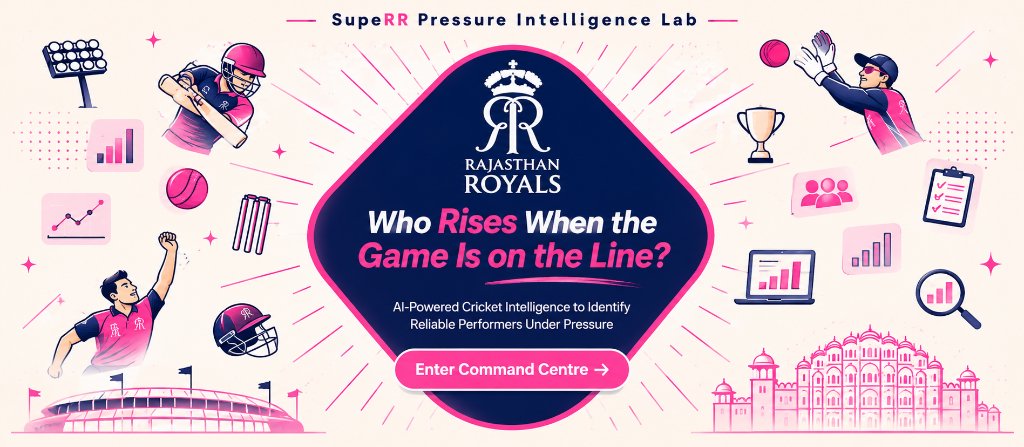 SupeRR Pressure Intelligence Lab
RAJASTHAN
ROYALS
Who Rises When the
Game Is on the Line?
AI-Powered Cricket Intelligence to Identify
Reliable Performers Under Pressure
Enter Command Centre →